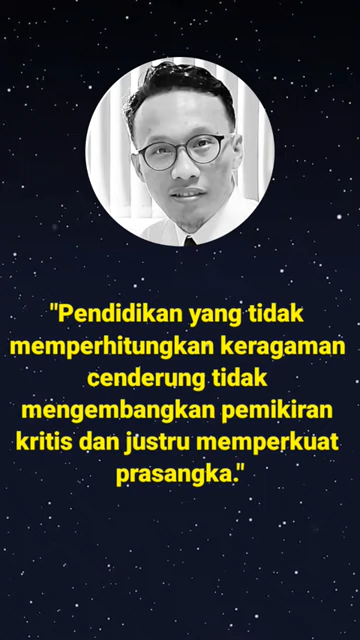 "Pendidikan yang tidak
memperhitungkan keragaman
cenderung tidak
mengembangkan pemikiran
kritis dan justru memperkuat
prasangka."